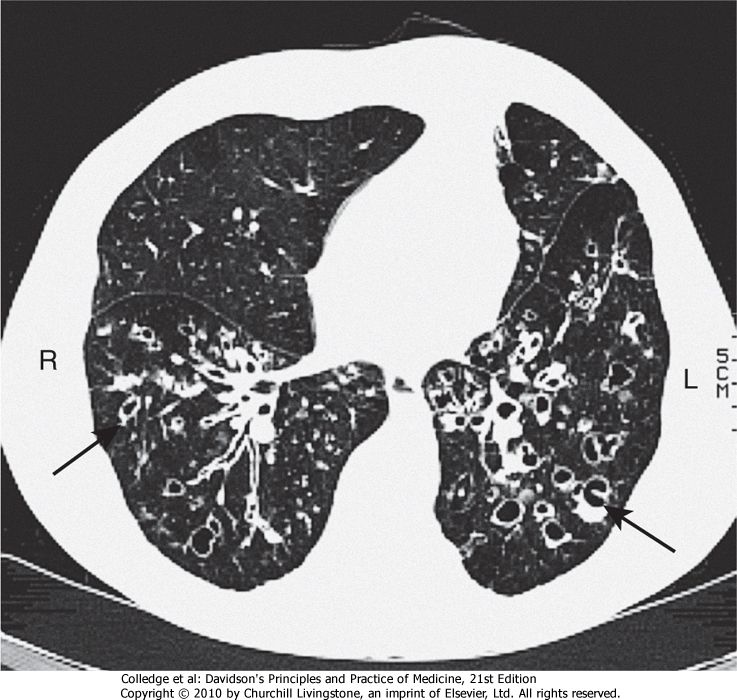 R
L
5
C
M
Colledge et al: Davidson's Principles and Practice of Medicine, 21st Edition
Copyright © 2010 by Churchill Livingstone, an imprint of Elsevier, Ltd. All rights reserved.